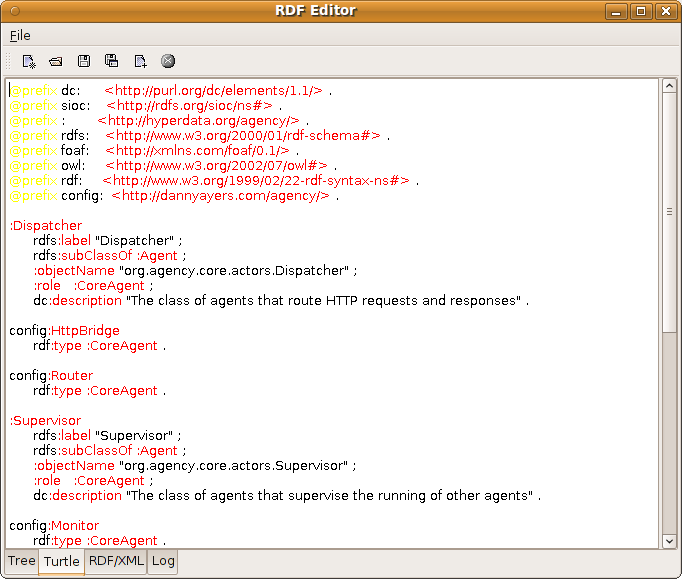 RDF Editor
File
@prefix dc: <http://purl.org/dc/elements/1.1/> .
@prefix sioc: <http://rdfs.org/sioc/ns#> .
@prefix : <http://hyperdata.org/agency/> .
@prefix rdfs: <http://www.w3.org/2000/01/rdf-schema#> .
@prefix foaf: <http://xmlns.com/foaf/0.1/> .
@prefix owl: <http://www.w3.org/2002/07/owl#> .
@prefix rdf: <http://www.w3.org/1999/02/22-rdf-syntax-ns#> .
@prefix config: <http://dannyayers.com/agency/> .
:Dispatcher
rdfs:label "Dispatcher" ;
rdfs:subClassOf :Agent ;
:objectName "org.agency.core.actors.Dispatcher" ;
:role :CoreAgent ;
dc:description "The class of agents that route HTTP requests and responses" .
config:HttpBridge
rdf:type :CoreAgent .
config:Router
rdf:type :CoreAgent .
:Supervisor
rdfs:label "Supervisor" ;
rdfs:subClassOf :Agent ;
:objectName "org.agency.core.actors.Supervisor" ;
:role :CoreAgent ;
dc:description "The class of agents that supervise the running of other agents" .
config:Monitor
rdf:type :CoreAgent .
Tree Turtle RDF/XML Log